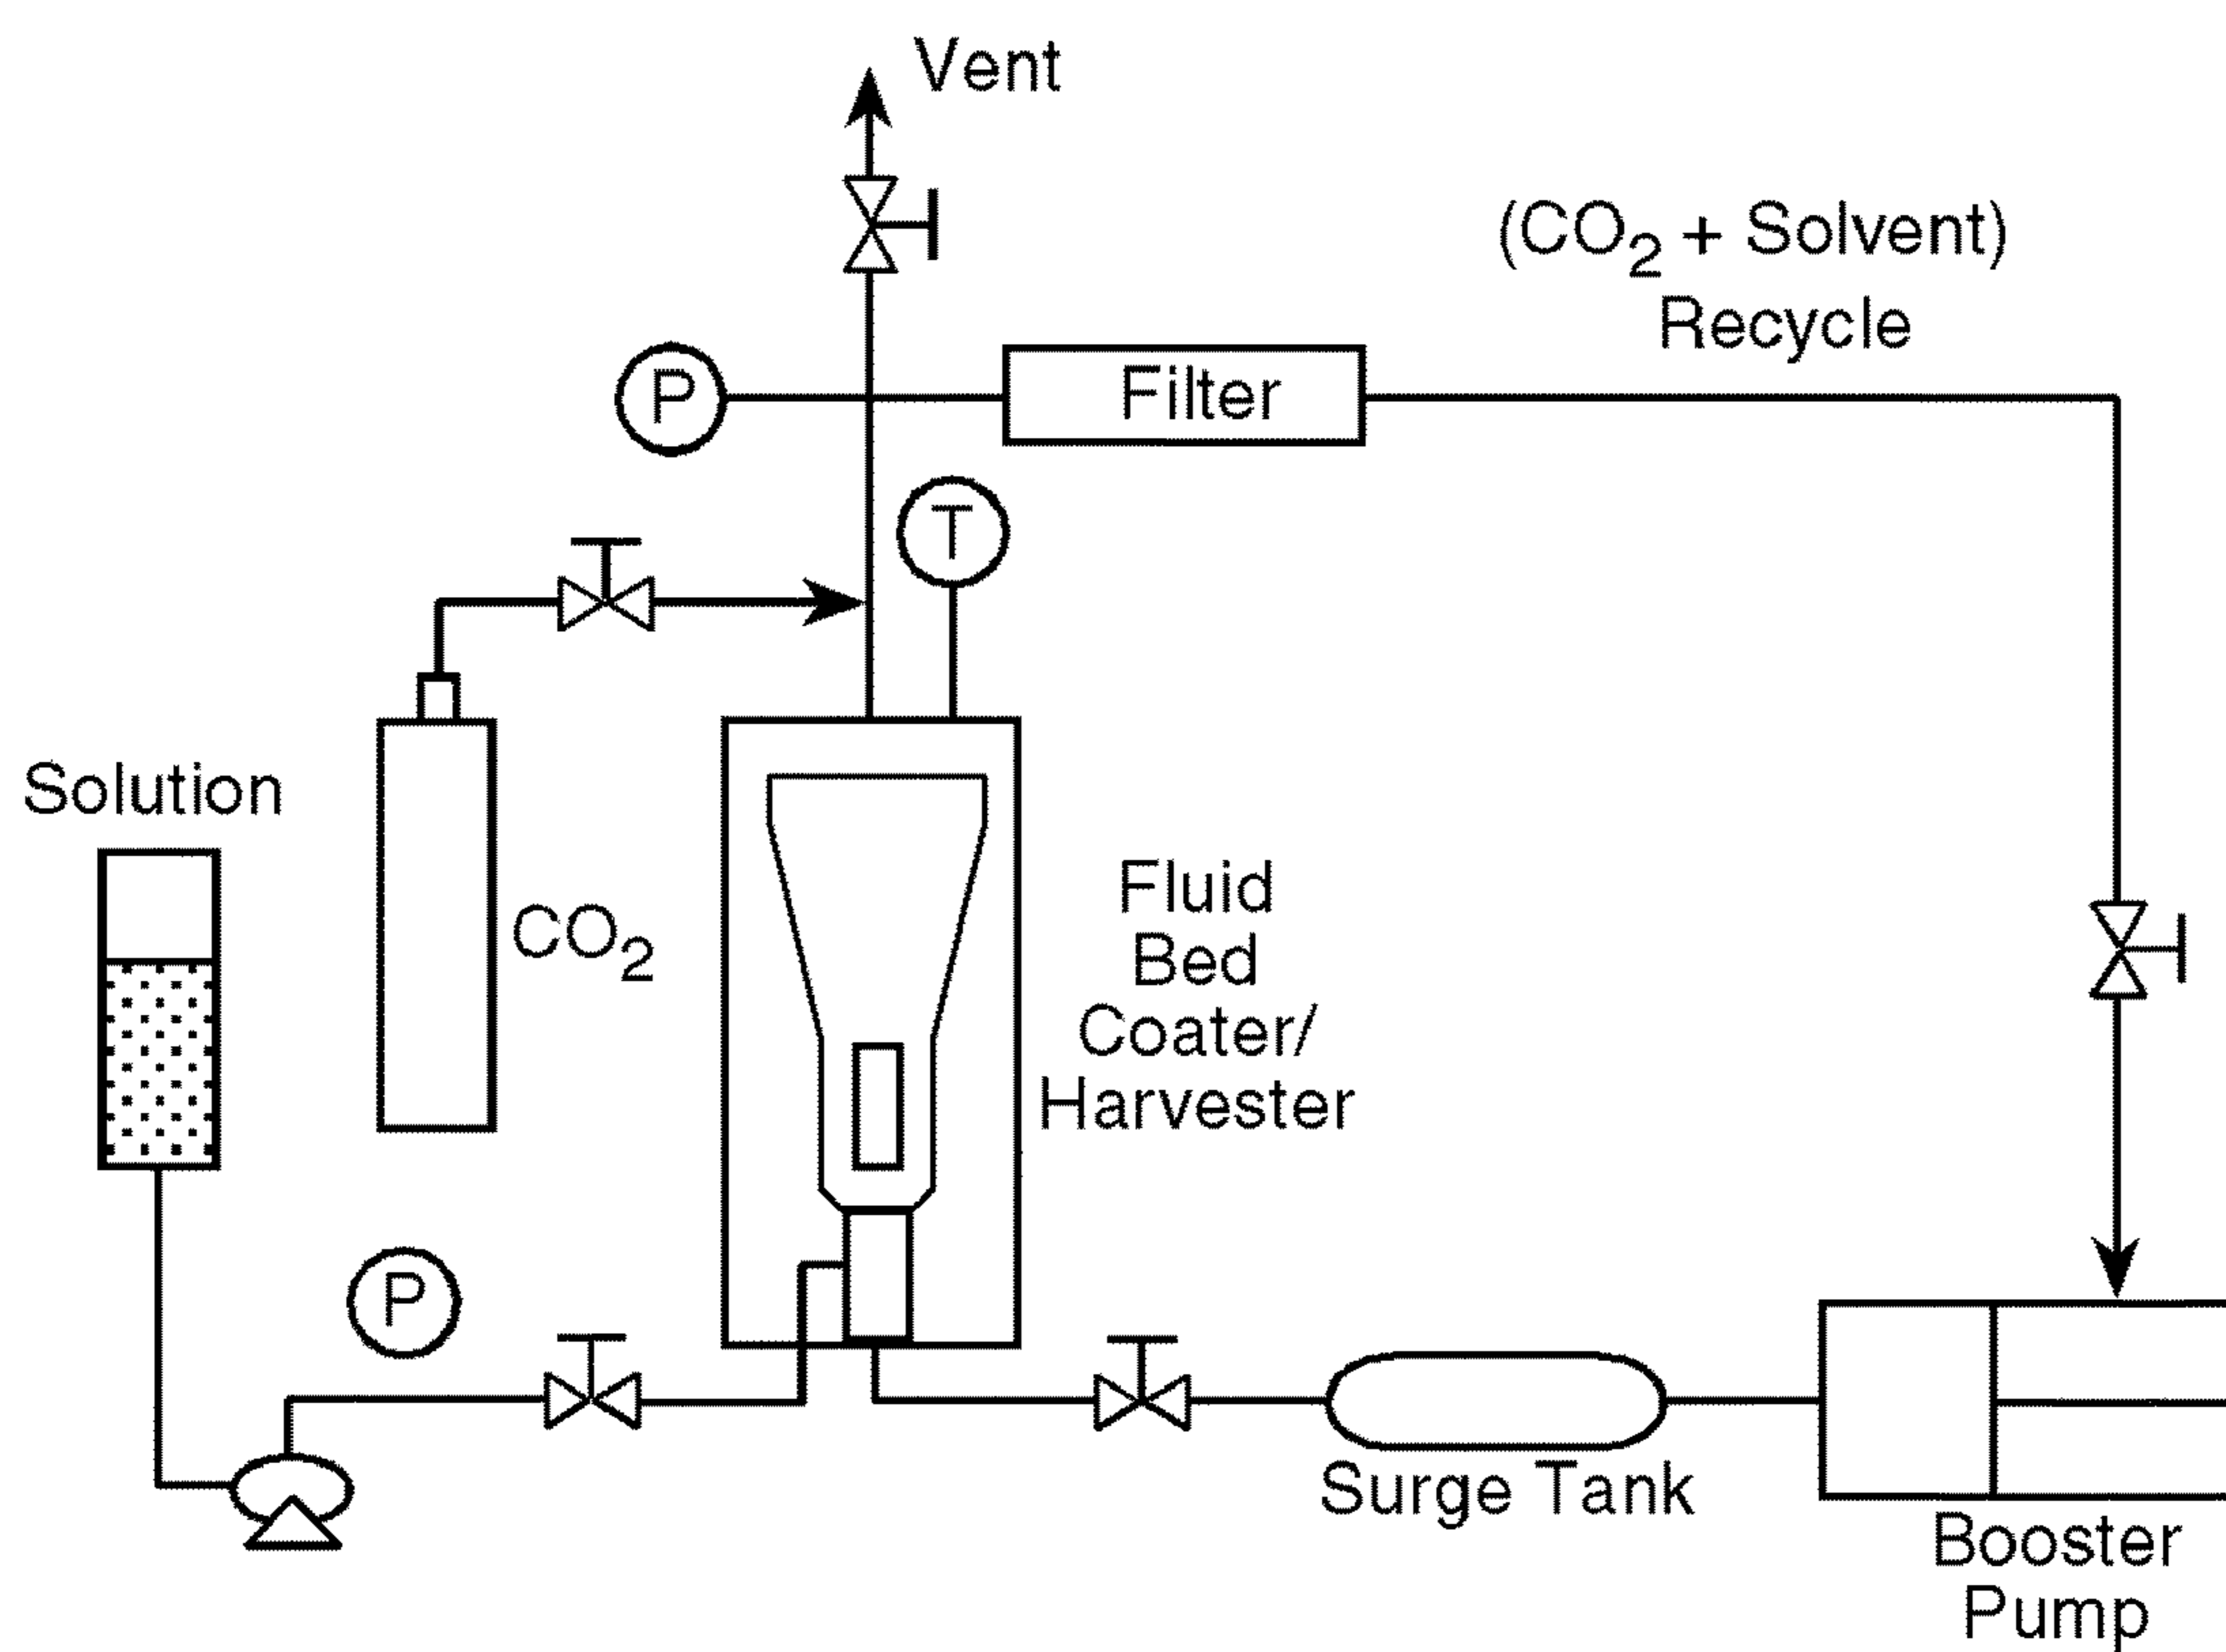 Vent
(CO₂ + Solvent)
Recycle
P
Filter
T
Solution
CO₂
Fluid
Bed
Coater/
Harvester
P
Surge Tank
Booster
Pump